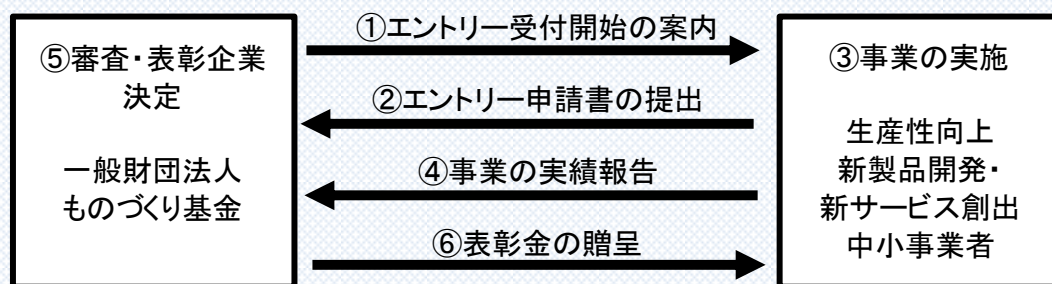 ①エントリー受付開始の案内
⑤審査・表彰企業
決定
一般財団法人
ものづくり基金
②エントリー申請書の提出
④事業の実績報告
⑥表彰金の贈呈
③事業の実施
生産性向上
新製品開発・
新サービス創出
中小事業者